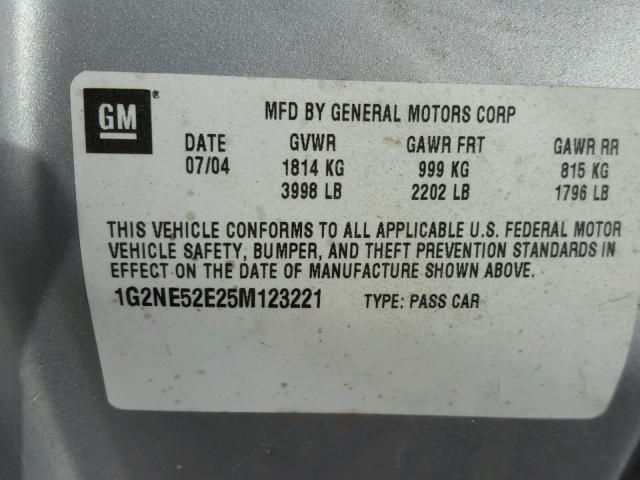 GM® MFD BY GENERAL MOTORS CORP
DATE GVWR GAWR FRT GAWR RR
07/04 1814 KG 999 KG 815 KG
3998 LB 2202 LB 1796 LB
THIS VEHICLE CONFORMS TO ALL APPLICABLE U.S. FEDERAL MOTOR
VEHICLE SAFETY, BUMPER, AND THEFT PREVENTION STANDARDS IN
EFFECT ON THE DATE OF MANUFACTURE SHOWN ABOVE.
1G2NE52E25M123221 TYPE: PASS CAR